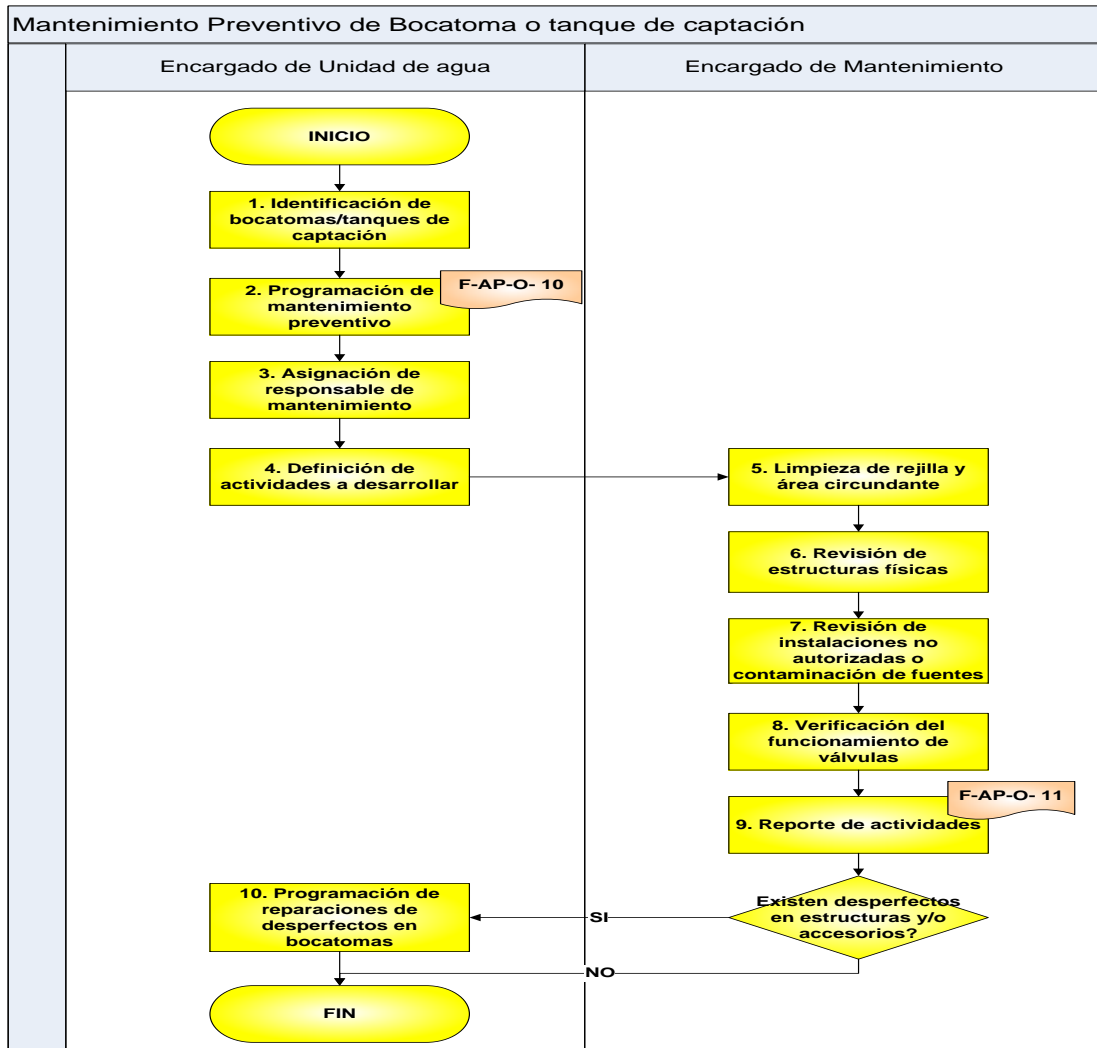 Mantenimiento Preventivo de Bocatoma o tanque de captación
Encargado de Unidad de agua
Encargado de Mantenimiento
INICIO
1. Identificación de
bocatomas/tanques de
captación
F-AP-O- 10
2. Programación de
mantenimiento
preventivo
3. Asignación de
responsable de
mantenimiento
4. Definición de
actividades a desarrollar
5. Limpieza de rejilla y
área circundante
6. Revisión de
estructuras físicas
7. Revisión de
instalaciones no
autorizadas o
contaminación de fuentes
8. Verificación del
funcionamiento de
válvulas
F-AP-O- 11
9. Reporte de actividades
Existen desperfectos
en estructuras y/o
accesorios?
SI
10. Programación de
reparaciones de
desperfectos en
bocatomas
NO
FIN